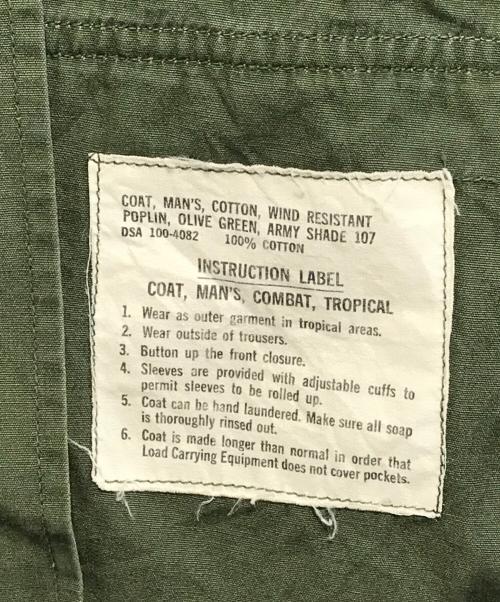 COAT, MAN'S, COTTON, WIND RESISTANT
POPLIN, OLIVE GREEN, ARMY SHADE 107
DSA 100-4082 100% COTTON
INSTRUCTION LABEL
COAT, MAN'S, COMBAT, TROPICAL
1. Wear as outer garment in tropical areas.
2. Wear outside of trousers.
3. Button up the front closure.
4. Sleeves are provided with adjustable cuffs to
permit sleeves to be rolled up.
5. Coat can be hand laundered. Make sure all soap
is thoroughly rinsed out.
6. Coat is made longer than normal in order that
Load Carrying Equipment does not cover pockets.